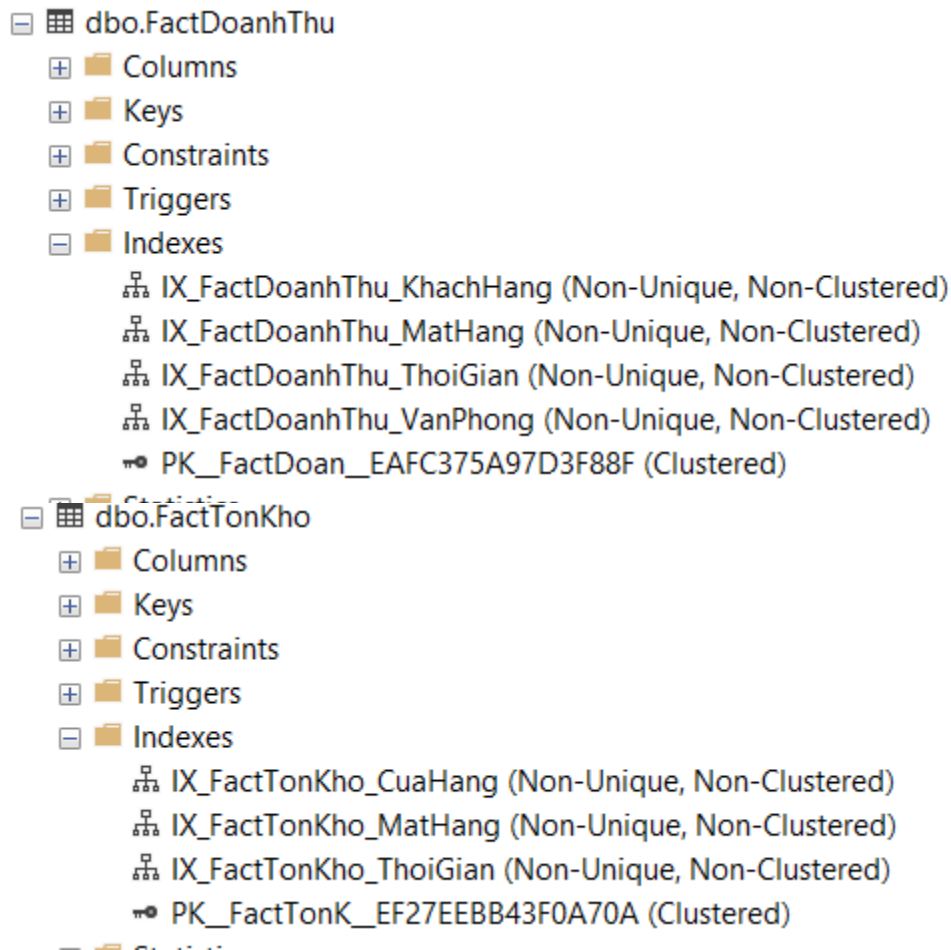 dbo.FactDoanhThu
Columns
Keys
Constraints
Triggers
Indexes
IX_FactDoanhThu_KhachHang (Non-Unique, Non-Clustered)
IX_FactDoanhThu_MatHang (Non-Unique, Non-Clustered)
IX_FactDoanhThu_ThoiGian (Non-Unique, Non-Clustered)
IX_FactDoanhThu_VanPhong (Non-Unique, Non-Clustered)
PK__FactDoan__EAFC375A97D3F88F (Clustered)
Statistics
dbo.FactTonKho
Columns
Keys
Constraints
Triggers
Indexes
IX_FactTonKho_CuaHang (Non-Unique, Non-Clustered)
IX_FactTonKho_MatHang (Non-Unique, Non-Clustered)
IX_FactTonKho_ThoiGian (Non-Unique, Non-Clustered)
PK__FactTonK__EF27EEBB43F0A70A (Clustered)